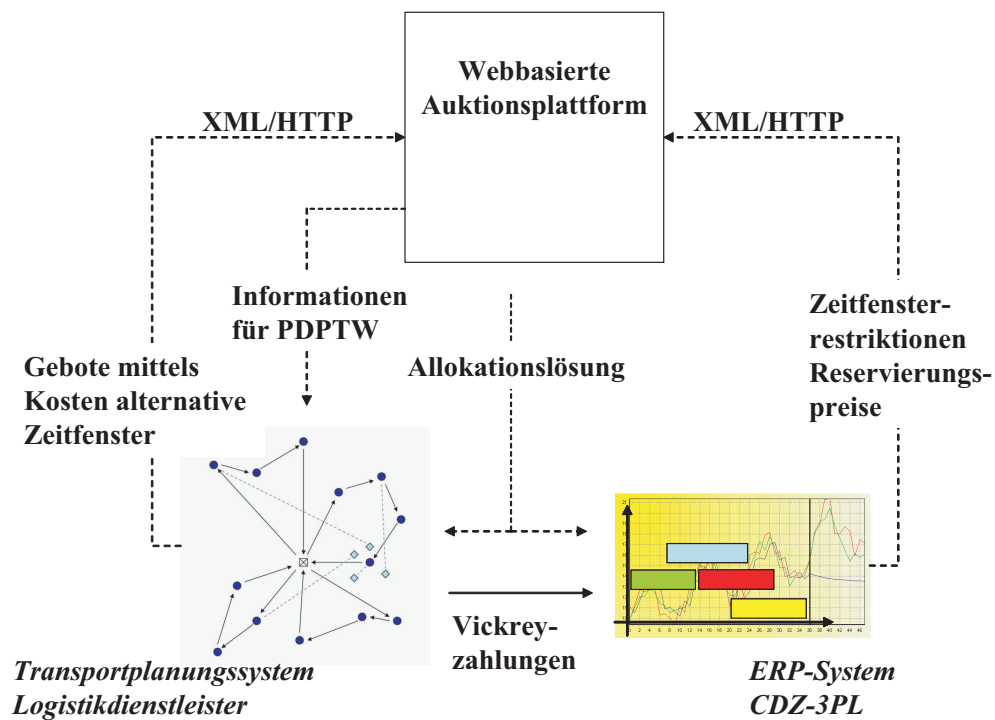 Webbasierte
Auktionsplattform
XML/HTTP
XML/HTTP
Informationen
für PDPTW
Zeitfenster-
restriktionen
Reservierungs-
preise
Gebote mittels
Kosten alternative
Zeitfenster
Allokationslösung
Vickrey-
zahlungen
Transportplanungssystem
Logistikdienstleister
ERP-System
CDZ-3PL